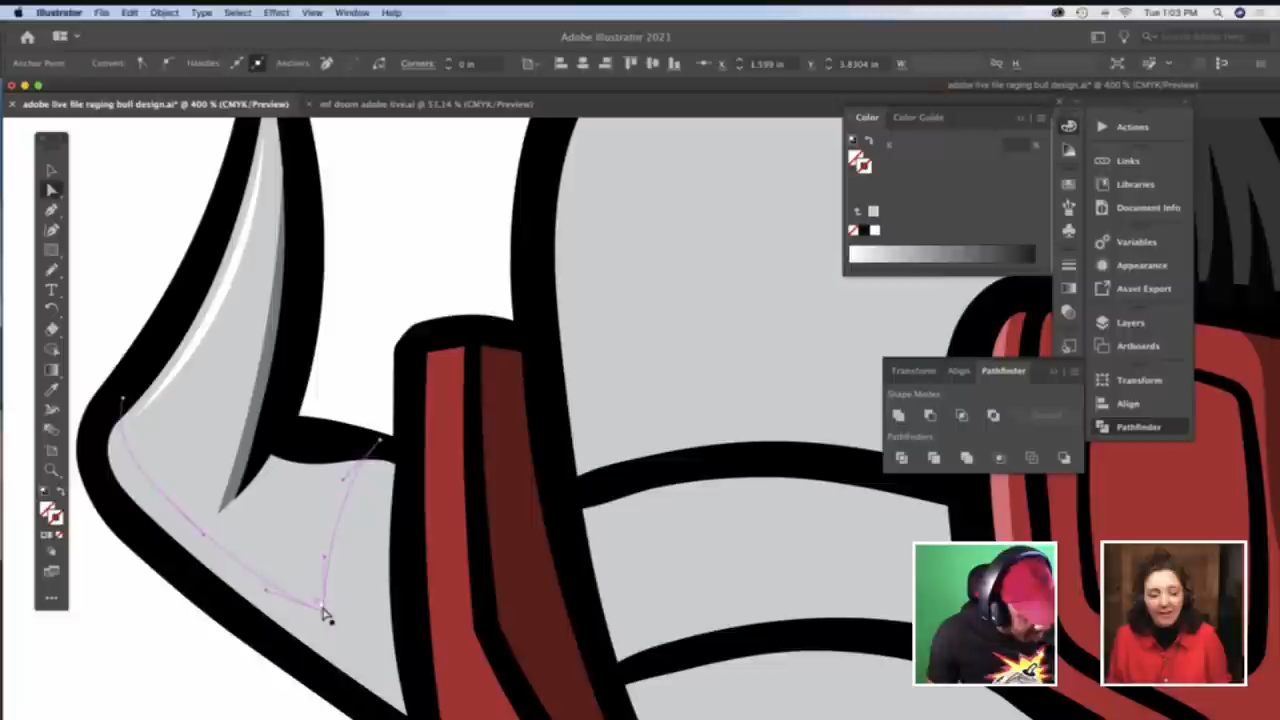 Illustrator File Edit Object Type Select Effect View Window Help
Tue 1:03 PM
Adobe Illustrator 2021
Anchor Point Convert: Handles: Anchors: Corners: 0 in X: 1.599 in Y: 3.8304 in W: H:
adobe live file raging bull design.ai* @ 400 % (CMYK/Preview)
adobe live file raging bull design.ai* @ 400 % (CMYK/Preview)
mf doom adobe live.ai @ 53.14 % (CMYK/Preview)
Color Color Guide
K
Actions
Links
Libraries
Document Info
Variables
Appearance
Asset Export
Layers
Artboards
Transform
Align
Pathfinder
Transform Align Pathfinder
Shape Modes:
Pathfinders: